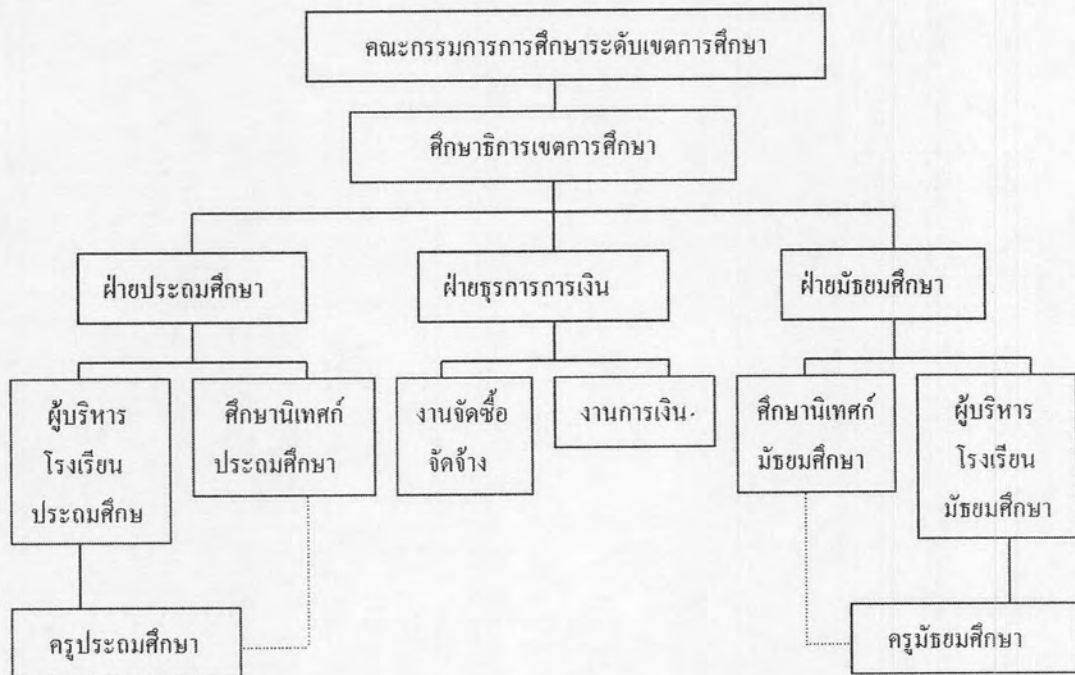 คณะกรรมการการศึกษาระดับเขตการศึกษา
ศึกษาธิการเขตการศึกษา
ฝ่ายประถมศึกษา
ฝ่ายธุรการการเงิน
ฝ่ายมัธยมศึกษา
ผู้บริหาร
โรงเรียน
ประถมศึกษ
ศึกษานิเทศก์
ประถมศึกษา
งานจัดซื้อ
จัดจ้าง
งานการเงิน
ศึกษานิเทศก์
มัธยมศึกษา
ผู้บริหาร
โรงเรียน
มัธยมศึกษา
ครูประถมศึกษา
ครูมัธยมศึกษา